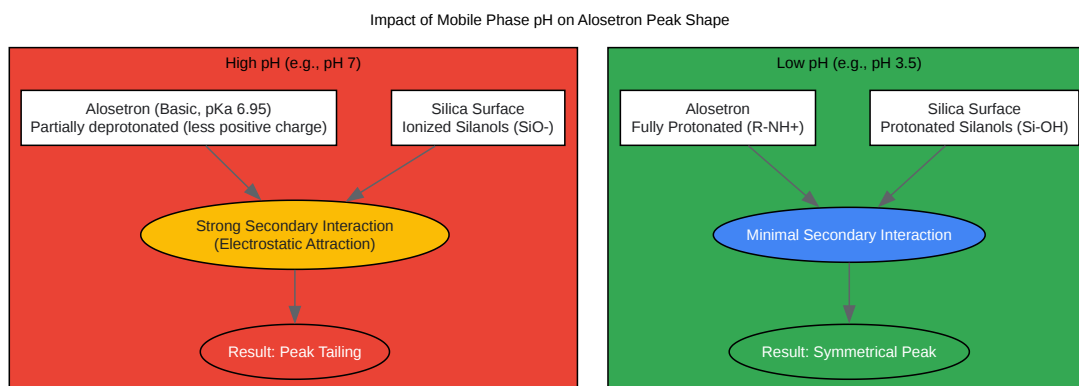 Impact of Mobile Phase pH on Alosetron Peak Shape
High pH (e.g., pH 7)
Alosetron (Basic, pKa 6.95)
Partially deprotonated (less positive charge)
Silica Surface
Ionized Silanols (SiO-)
Strong Secondary Interaction
(Electrostatic Attraction)
Result: Peak Tailing
Low pH (e.g., pH 3.5)
Alosetron
Fully Protonated (R-NH+)
Silica Surface
Protonated Silanols (Si-OH)
Minimal Secondary Interaction
Result: Symmetrical Peak